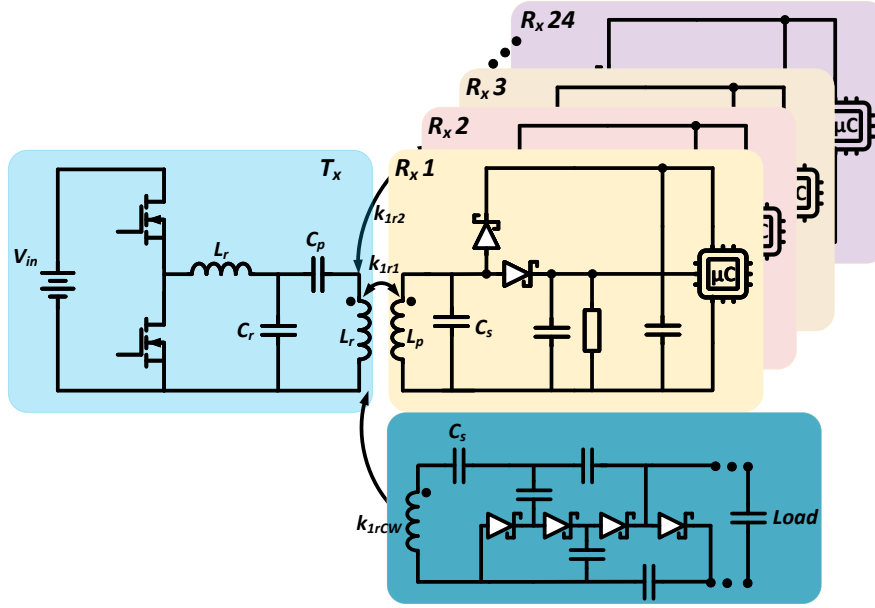 Rx 24
Rx 3
Rx 2
Tx
Rx 1
k1r2
Vin
Lr
Cp
k1r1
μC
μC
Cr
Lr
Lp
Cs
Cs
k1rCW
Load